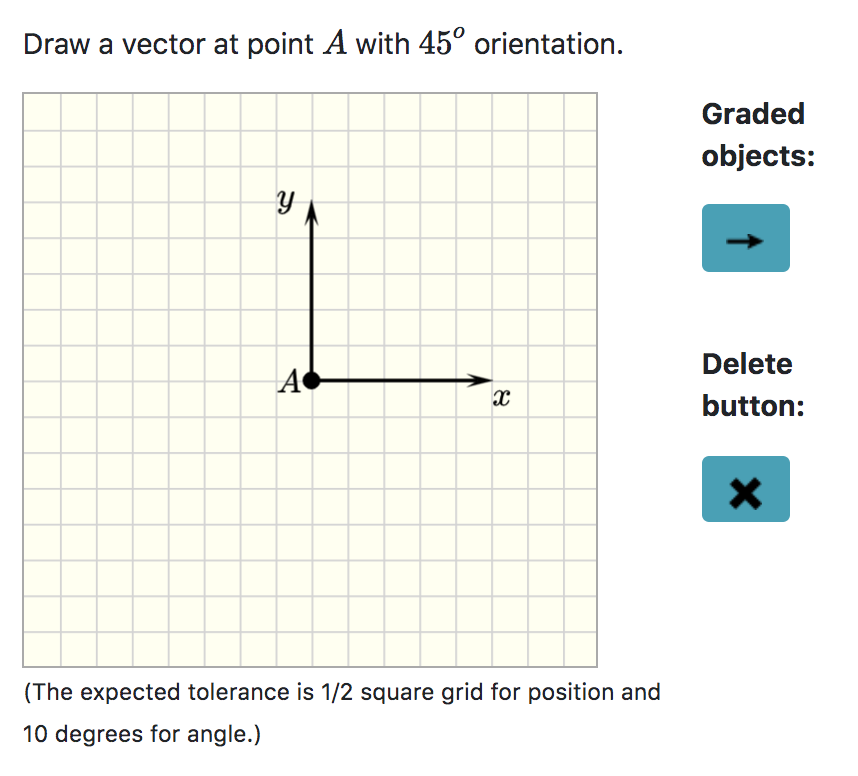 Draw a vector at point A with 45° orientation.
Graded
objects:
y
A
x
Delete
button:
(The expected tolerance is 1/2 square grid for position and
10 degrees for angle.)